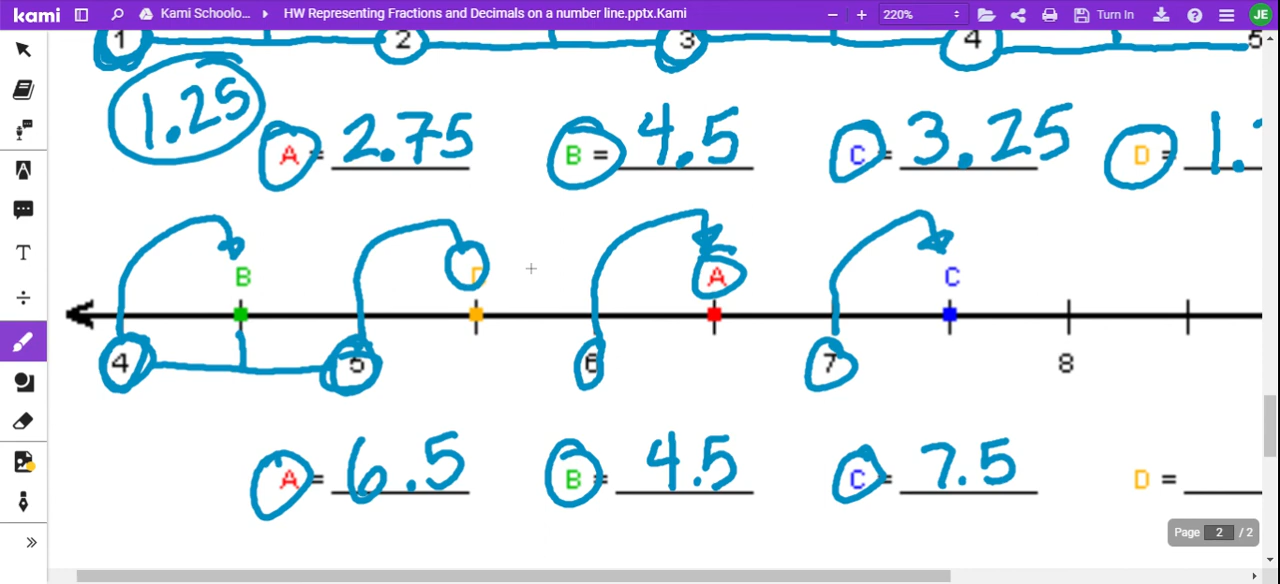 kami Kami Schoolo... HW Representing Fractions and Decimals on a number line.pptx.Kami 220% Turn In JE
1 2 3 4 5
1.25
A = 2.75 B = 4.5 C = 3.25 D = 1.
B D A C
4 5 6 7 8
A = 6.5 B = 4.5 C = 7.5 D =
Page 2 / 2